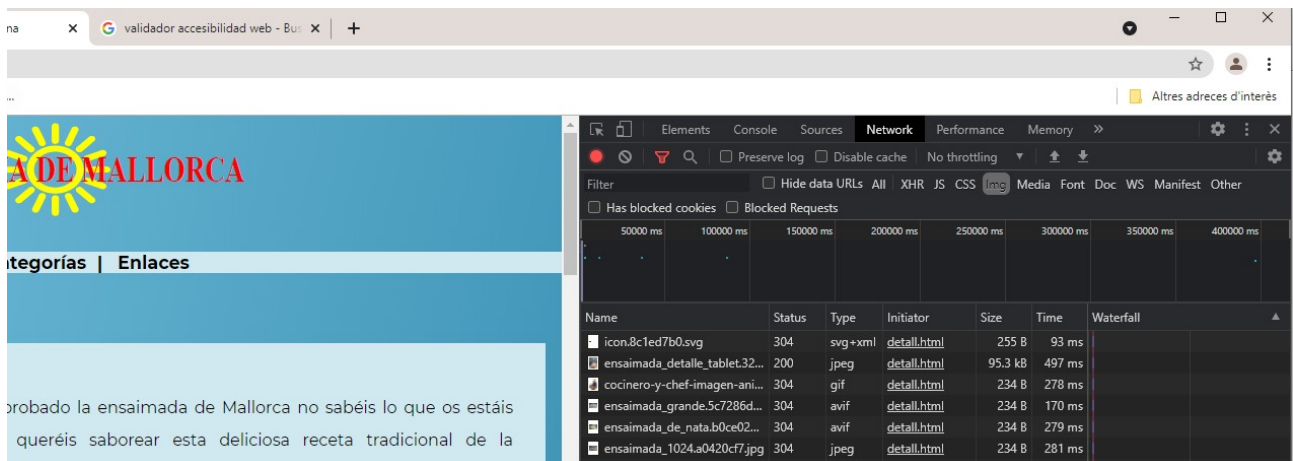 na × G validador accesibilidad web - Bus × +
...
Altres adreces d'interès
A DE MALLORCA
tegorías | Enlaces
probado la ensaimada de Mallorca no sabéis lo que os estáis
queréis saborear esta deliciosa receta tradicional de la
Elements Console Sources Network Performance Memory »
Preserve log Disable cache No throttling
Filter Hide data URLs All XHR JS CSS Img Media Font Doc WS Manifest Other
Has blocked cookies Blocked Requests
50000 ms 100000 ms 150000 ms 200000 ms 250000 ms 300000 ms 350000 ms 400000 ms
Name Status Type Initiator Size Time Waterfall
icon.8c1ed7b0.svg 304 svg+xml detall.html 255 B 93 ms
ensaimada_detalle_tablet.32... 200 jpeg detall.html 95.3 kB 497 ms
cocinero-y-chef-imagen-ani... 304 gif detall.html 234 B 278 ms
ensaimada_grande.5c7286d... 304 avif detall.html 234 B 170 ms
ensaimada_de_nata.b0ce02... 304 avif detall.html 234 B 279 ms
ensaimada_1024.a0420cf7.jpg 304 jpeg detall.html 234 B 281 ms